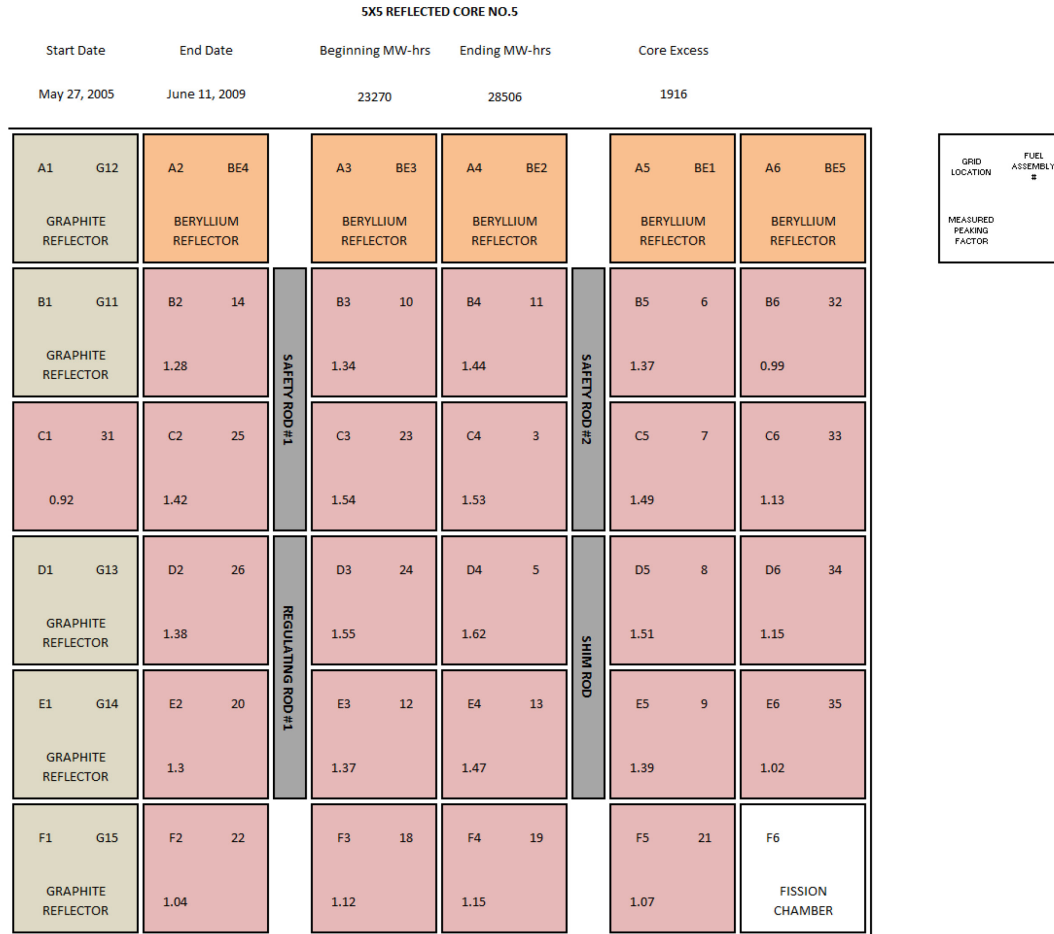 5X5 REFLECTED CORE NO.5
Start Date End Date Beginning MW-hrs Ending MW-hrs Core Excess
May 27, 2005 June 11, 2009 23270 28506 1916
A1 G12 A2 BE4 A3 BE3 A4 BE2 A5 BE1 A6 BE5
GRAPHITE BERYLLIUM BERYLLIUM BERYLLIUM BERYLLIUM BERYLLIUM
REFLECTOR REFLECTOR REFLECTOR REFLECTOR REFLECTOR REFLECTOR
GRID FUEL
LOCATION ASSEMBLY
#
MEASURED
PEAKING
FACTOR
B1 G11 B2 14 B3 10 B4 11 B5 6 B6 32
GRAPHITE
REFLECTOR
1.28 1.34 1.44 1.37 0.99
SAFETY ROD #1
SAFETY ROD #2
C1 31 C2 25 C3 23 C4 3 C5 7 C6 33
0.92 1.42 1.54 1.53 1.49 1.13
D1 G13 D2 26 D3 24 D4 5 D5 8 D6 34
GRAPHITE
REFLECTOR
1.38 1.55 1.62 1.51 1.15
REGULATING ROD #1
SHIM ROD
E1 G14 E2 20 E3 12 E4 13 E5 9 E6 35
GRAPHITE
REFLECTOR
1.3 1.37 1.47 1.39 1.02
F1 G15 F2 22 F3 18 F4 19 F5 21 F6
GRAPHITE
REFLECTOR
1.04 1.12 1.15 1.07
FISSION
CHAMBER